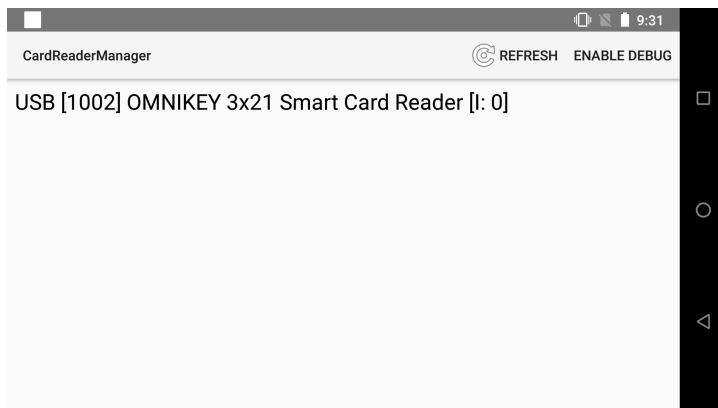 9:31
CardReaderManager REFRESH ENABLE DEBUG
USB [1002] OMNIKEY 3x21 Smart Card Reader [I: 0]